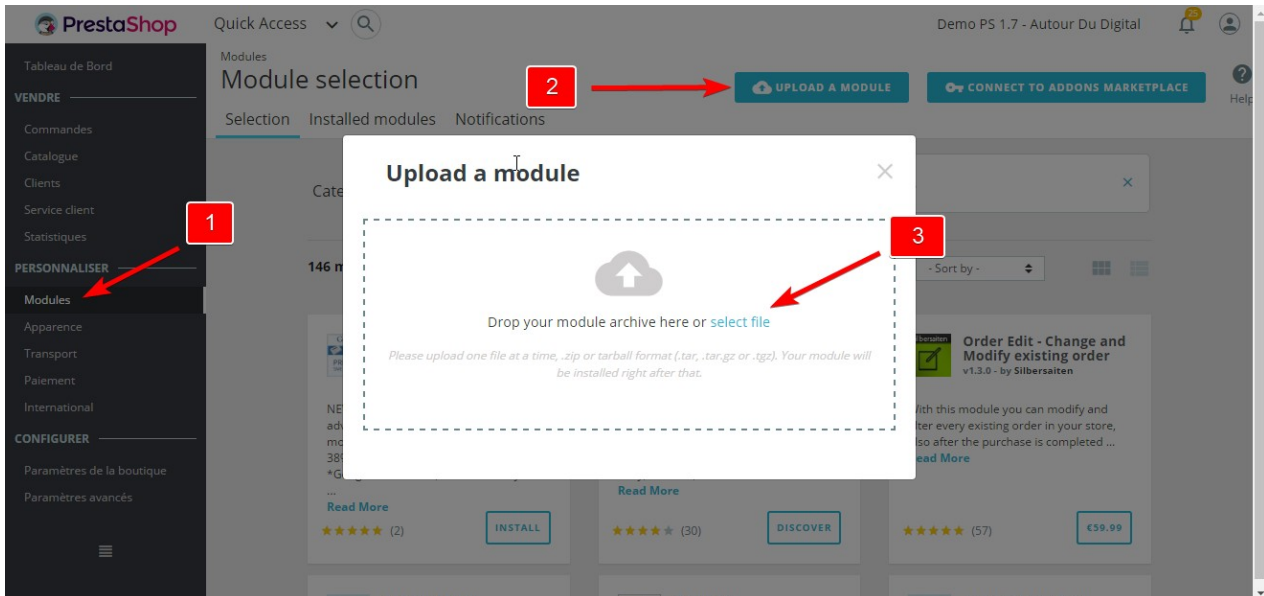 PrestaShop
Quick Access
Demo PS 1.7 - Autour Du Digital
25
Tableau de Bord
VENDRE
Commandes
Catalogue
Clients
Service client
Statistiques
PERSONNALISER
Modules
Apparence
Transport
Paiement
International
CONFIGURER
Paramètres de la boutique
Paramètres avancés
1
Modules
Module selection
2
UPLOAD A MODULE
CONNECT TO ADDONS MARKETPLACE
Help
Selection Installed modules Notifications
Upload a module
Cate
3
146 m
- Sort by -
Drop your module archive here or select file
Please upload one file at a time, .zip or tarball format (.tar, .tar.gz or .tgz). Your module will
be installed right after that.
Order Edit - Change and
Modify existing order
v1.3.0 - by Silbersaiten
NE
adv
mo
*G
...
Read More
(2)
INSTALL
Read More
(30)
DISCOVER
this module you can modify and
every existing order in your store,
after the purchase is completed ...
Read More
(57)
€59.99